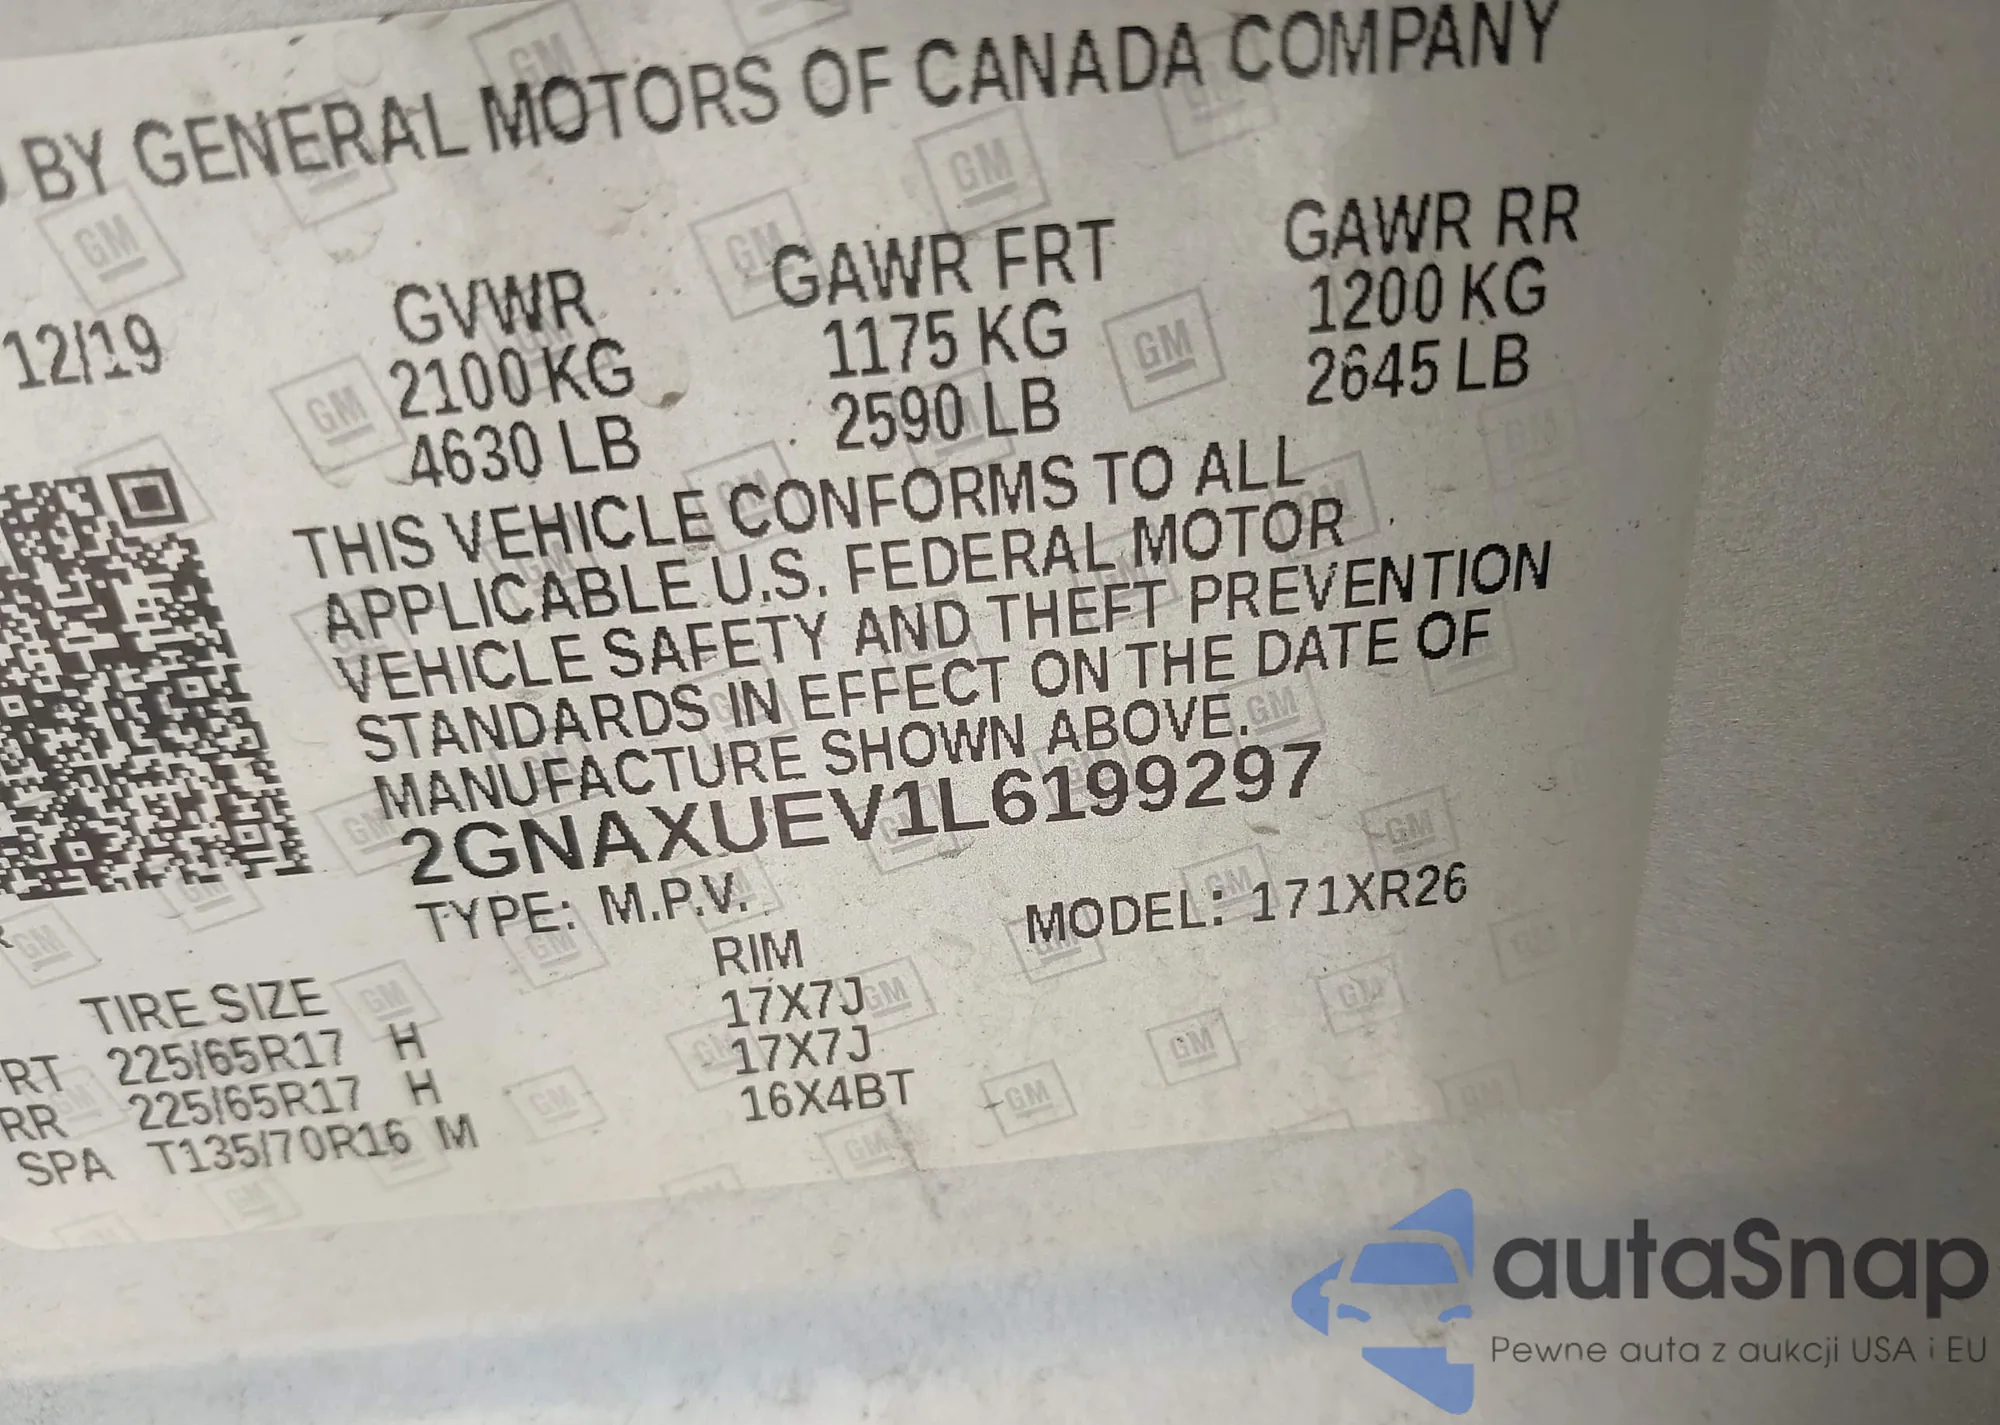 BY GENERAL MOTORS OF CANADA COMPANY
12/19 GVWR GAWR FRT GAWR RR
2100 KG 1175 KG 1200 KG
4630 LB 2590 LB 2645 LB
THIS VEHICLE CONFORMS TO ALL
APPLICABLE U.S. FEDERAL MOTOR
VEHICLE SAFETY AND THEFT PREVENTION
STANDARDS IN EFFECT ON THE DATE OF
MANUFACTURE SHOWN ABOVE.
2GNAXUEV1L6199297
TYPE: M.P.V. MODEL: 171XR26
TIRE SIZE RIM
FRT 225/65R17 H 17X7J
RR 225/65R17 H 17X7J
SPA T135/70R16 M 16X4BT
autaSnap
Pewne auta z aukcji USA i EU